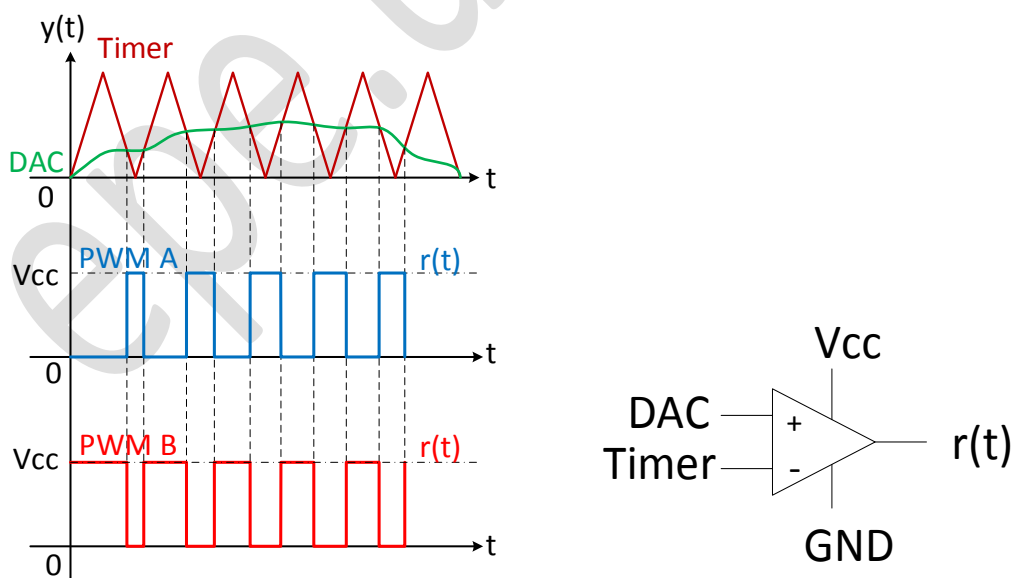 y(t)
Timer
DAC
t
0
PWM A
r(t)
Vcc
t
0
PWM B
r(t)
Vcc
t
0
Vcc
DAC
+
Timer
-
r(t)
GND